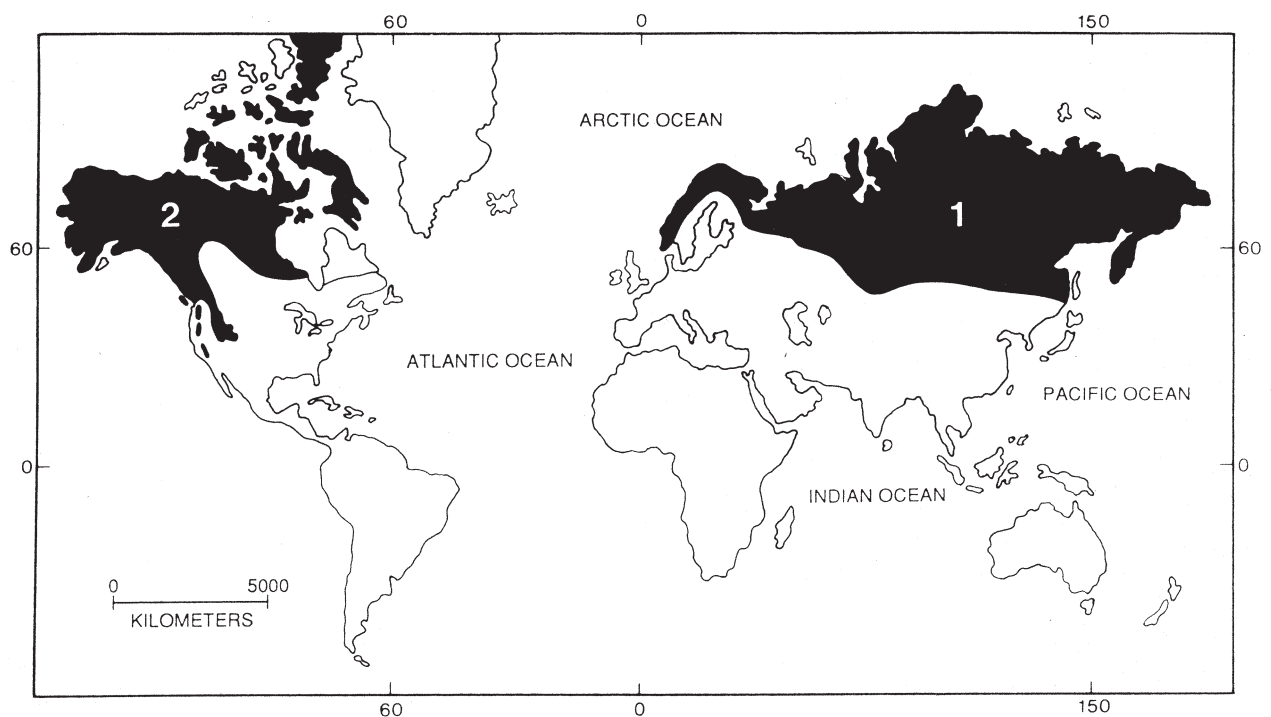 60 0 150
ARCTIC OCEAN
2 1
60 60
ATLANTIC OCEAN
PACIFIC OCEAN
0 0
INDIAN OCEAN
0 5000
KILOMETERS
60 0 150